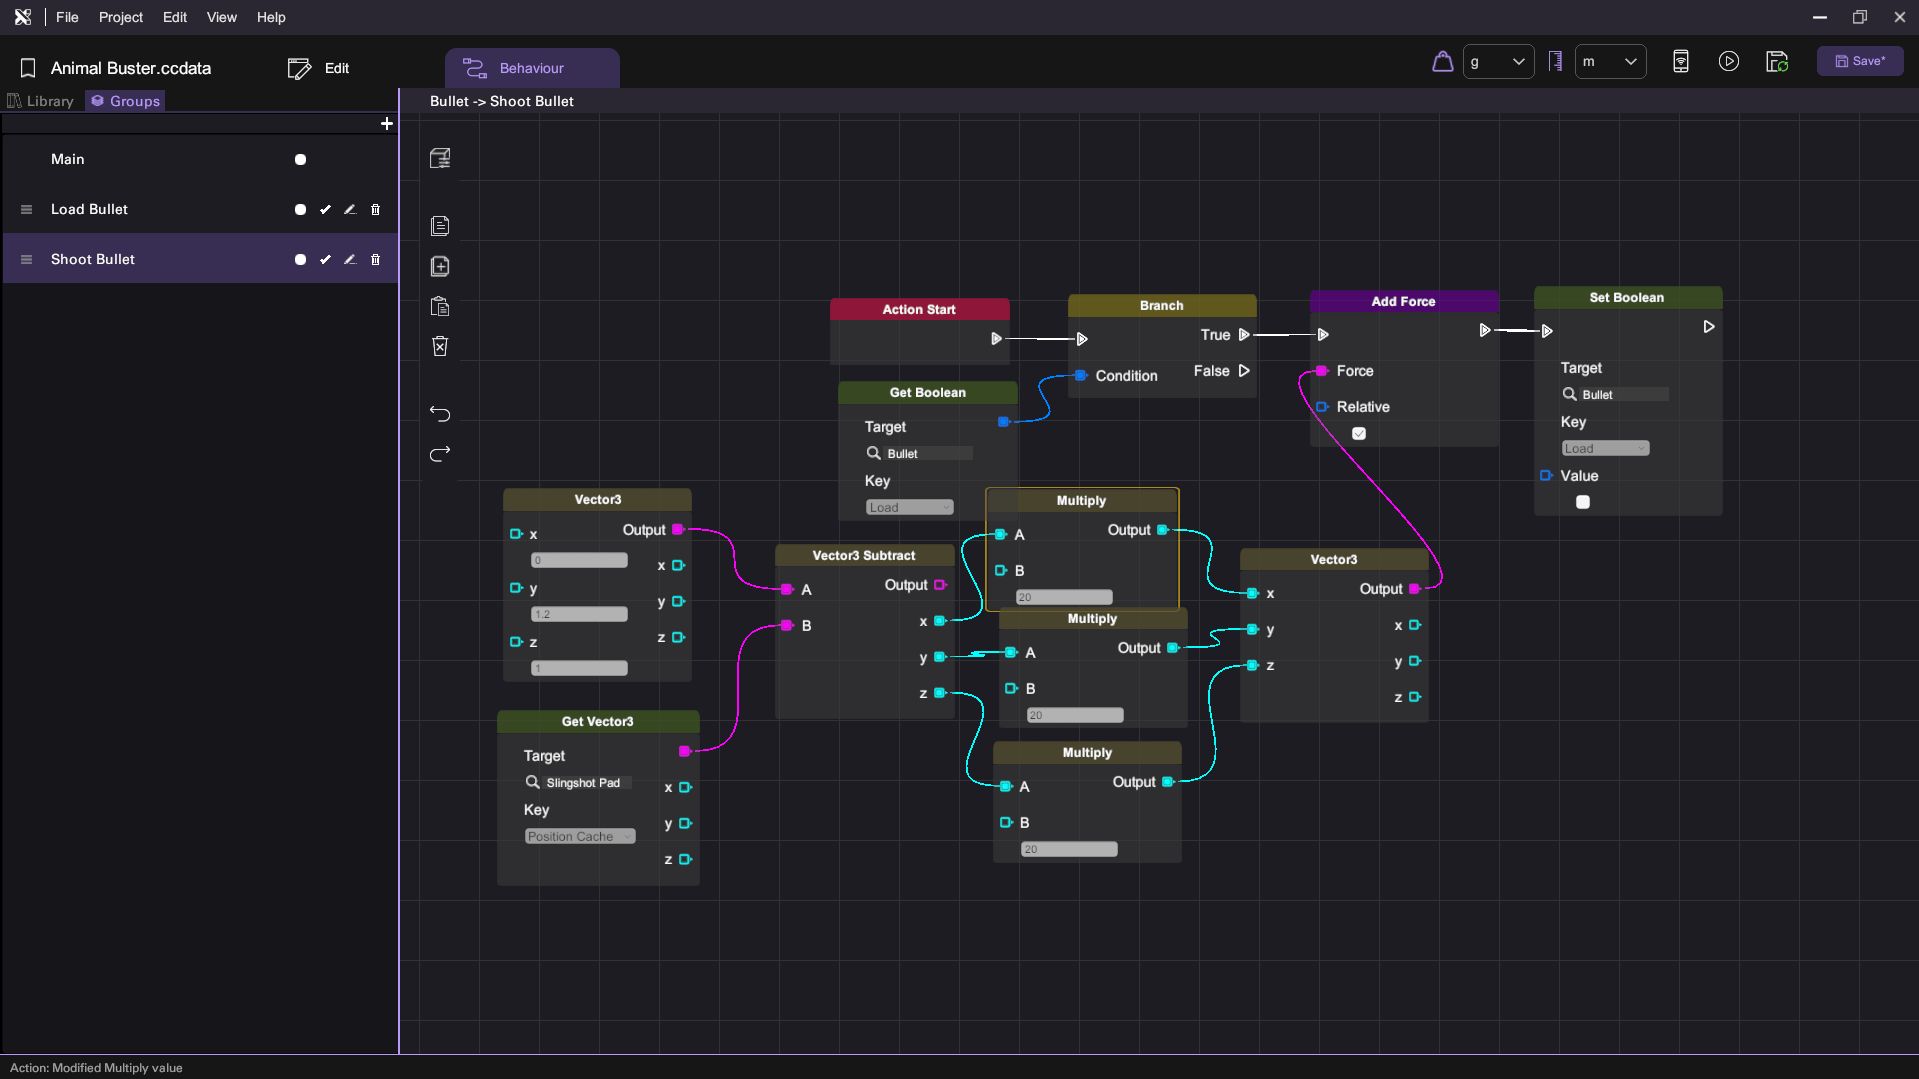 File Project Edit View Help
Animal Buster.ccdata
Edit
Behaviour
g
m
Save*
Library Groups
Bullet -> Shoot Bullet
+
Main
Load Bullet
Shoot Bullet
Action Start
Branch
True
Condition
False
Add Force
Force
Relative
Set Boolean
Target
Bullet
Key
Load
Value
Get Boolean
Target
Bullet
Key
Load
Vector3
x
Output
0
x
y
1.2
y
z
z
1
Get Vector3
Target
Slingshot Pad
x
Key
y
Position Cache
z
Vector3 Subtract
Output
A
x
B
y
z
Multiply
Output
A
B
20
Multiply
Output
A
B
20
Multiply
Output
A
B
20
Vector3
Output
x
x
y
y
z
z
Action: Modified Multiply value